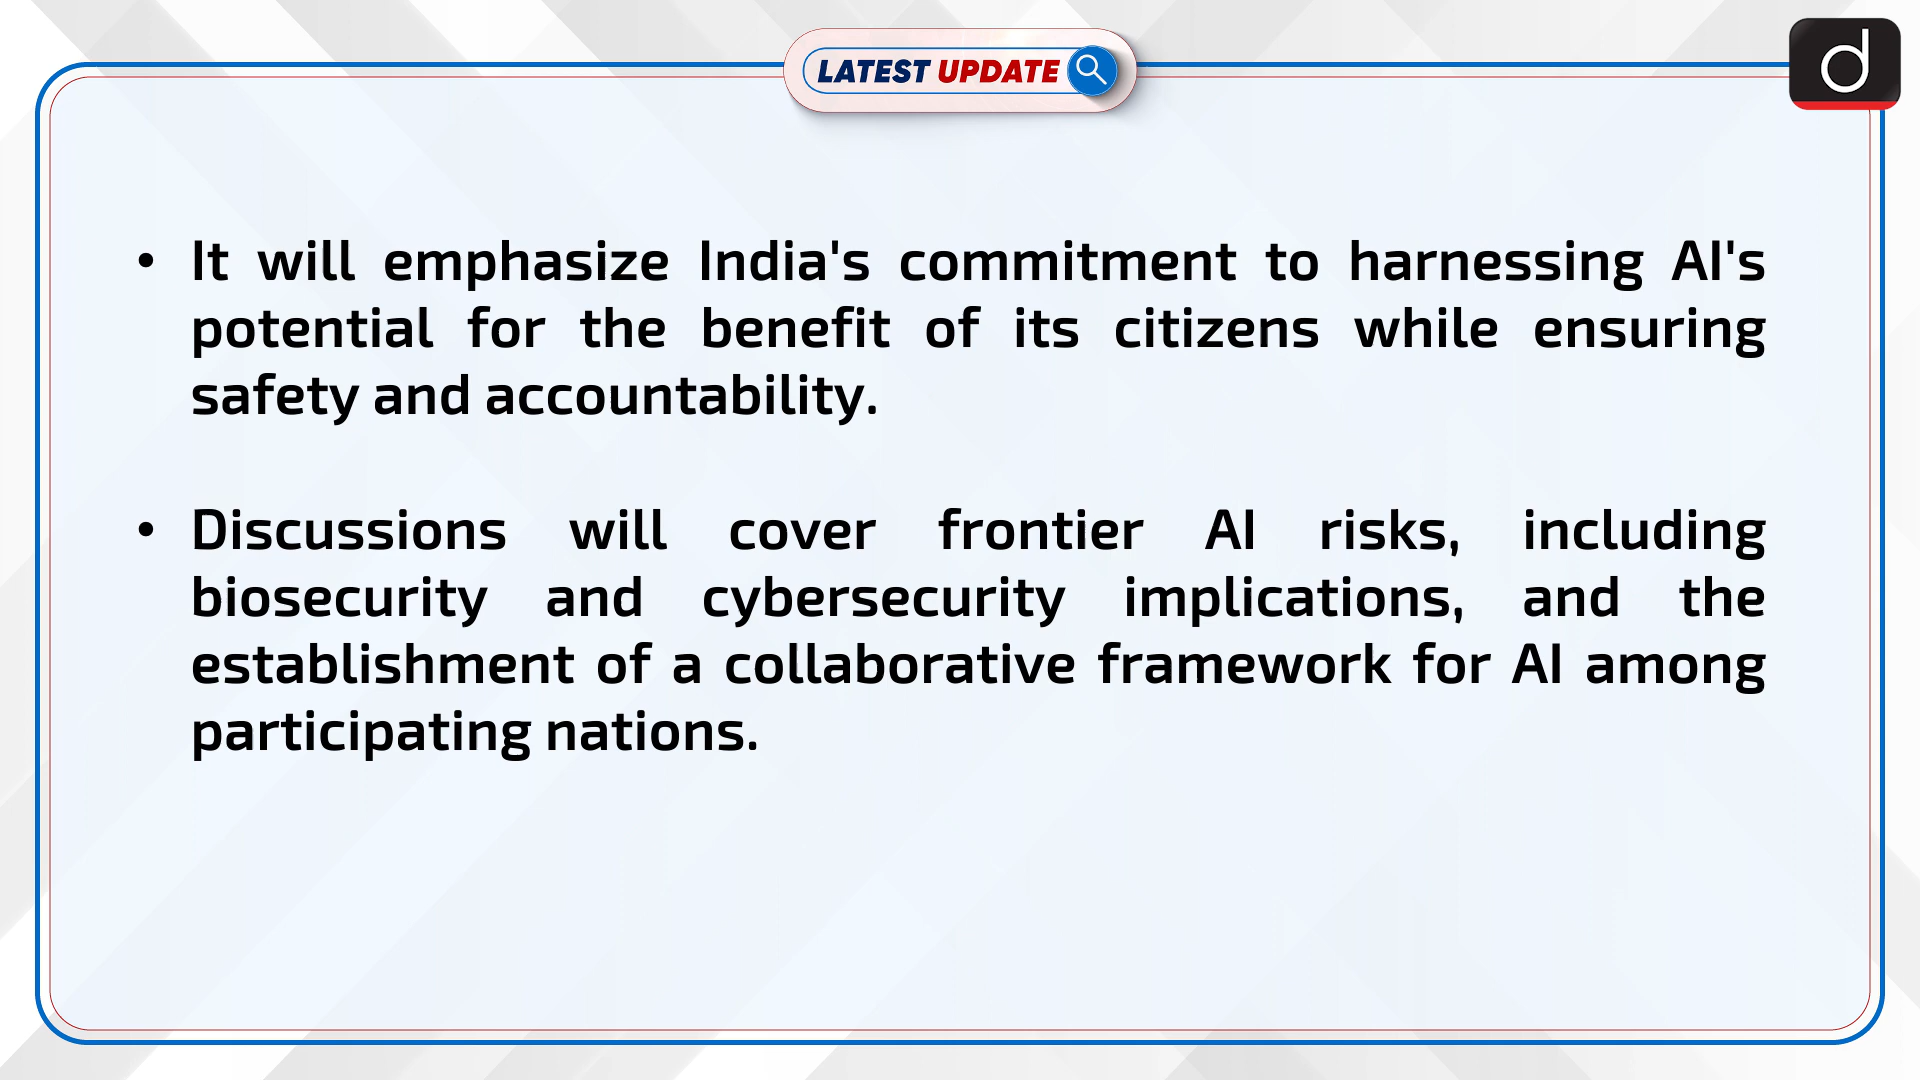 LATEST UPDATE
d
• It will emphasize India's commitment to harnessing AI's
potential for the benefit of its citizens while ensuring
safety and accountability.
• Discussions will cover frontier AI risks, including
biosecurity and cybersecurity implications, and the
establishment of a collaborative framework for AI among
participating nations.